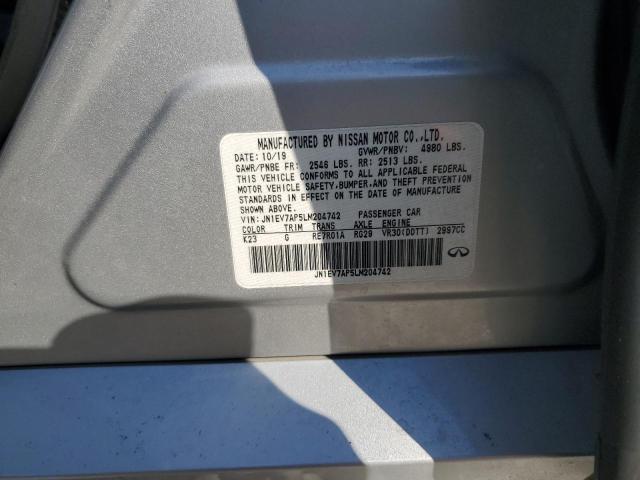 MANUFACTURED BY NISSAN MOTOR CO.,LTD.
DATE: 10/19 GVWR/PNBV: 4980 LBS.
GAWR/PNBE FR: 2546 LBS. RR: 2513 LBS.
THIS VEHICLE CONFORMS TO ALL APPLICABLE FEDERAL
MOTOR VEHICLE SAFETY,BUMPER,AND THEFT PREVENTION
STANDARDS IN EFFECT ON THE DATE OF MANUFACTURE
SHOWN ABOVE.
VIN: JN1EV7AP5LM204742 PASSENGER CAR
COLOR TRIM TRANS AXLE ENGINE
K23 G RE7R01A RG29 VR30(DDTT) 2997CC
JN1EV7AP5LM204742